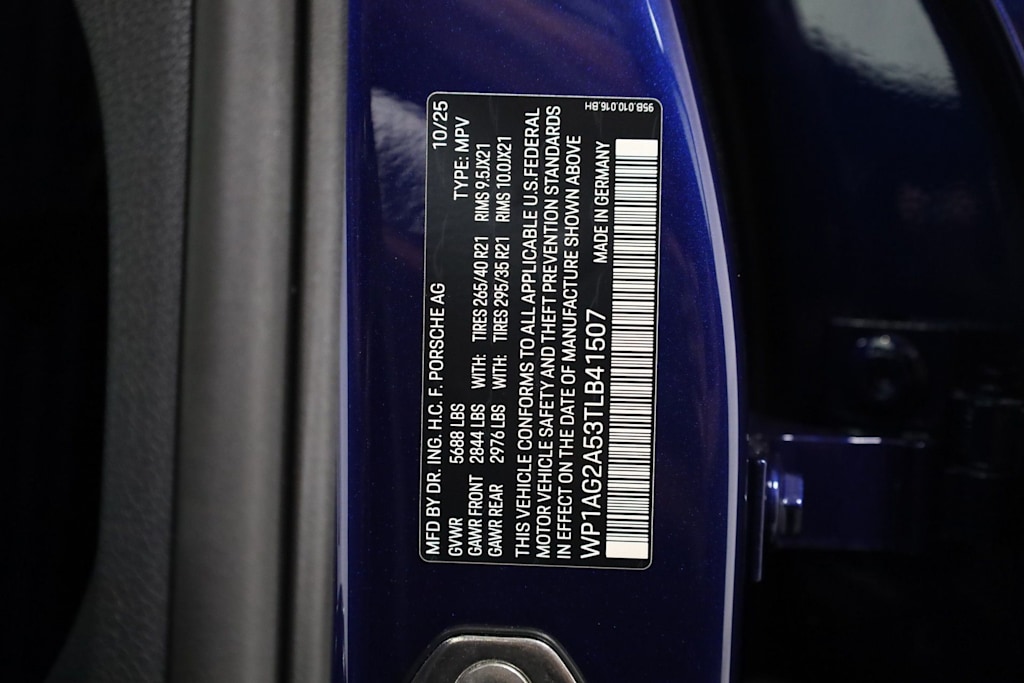 MFD BY DR. ING. H.C. F. PORSCHE AG 10/25
GVWR 5688 LBS TYPE: MPV
GAWR FRONT 2844 LBS WITH: TIRES 265/40 R21 RIMS 9.5JX21
GAWR REAR 2976 LBS WITH: TIRES 295/35 R21 RIMS 10.0JX21
THIS VEHICLE CONFORMS TO ALL APPLICABLE U.S.FEDERAL
MOTOR VEHICLE SAFETY AND THEFT PREVENTION STANDARDS
IN EFFECT ON THE DATE OF MANUFACTURE SHOWN ABOVE
WP1AG2A53TLB41507 MADE IN GERMANY
95B.010.016.BH